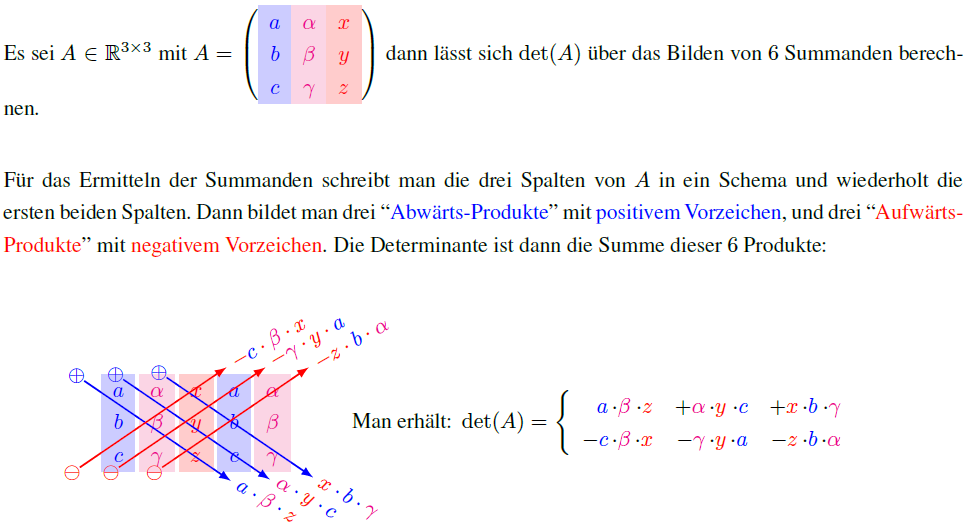 Es sei A ∈ ℝ³ˣ³ mit A = ( a α x
b β y
c γ z ) dann lässt sich det(A) über das Bilden von 6 Summanden berech-
nen.
Für das Ermitteln der Summanden schreibt man die drei Spalten von A in ein Schema und wiederholt die
ersten beiden Spalten. Dann bildet man drei “Abwärts-Produkte” mit positivem Vorzeichen, und drei “Aufwärts-
Produkte” mit negativem Vorzeichen. Die Determinante ist dann die Summe dieser 6 Produkte:
−c · β · x
−γ · y · a
−z · b · α
⊕ ⊕ ⊕
a α x a α
b β y b β
c γ z c γ
⊖ ⊖ ⊖
a · β · z
α · y · c
x · b · γ
Man erhält: det(A) = {
a·β·z +α·y·c +x·b·γ
−c·β·x −γ·y·a −z·b·α